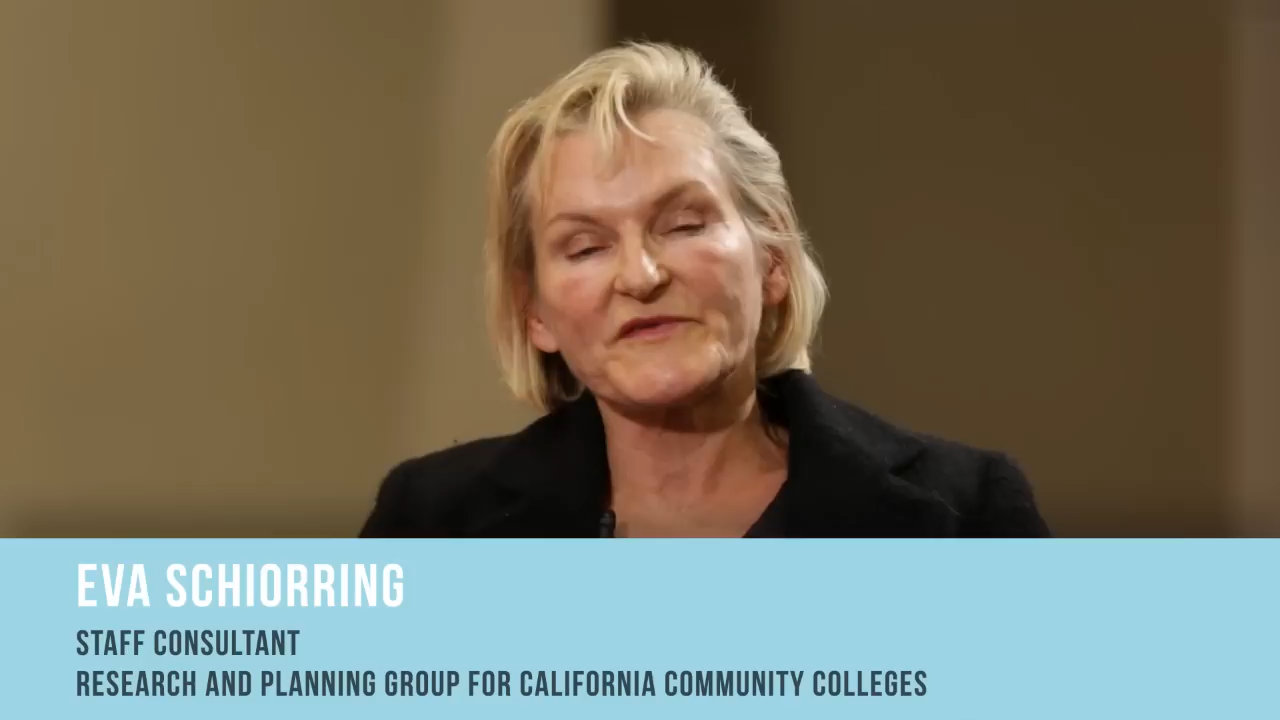 EVA SCHIORRING
STAFF CONSULTANT
RESEARCH AND PLANNING GROUP FOR CALIFORNIA COMMUNITY COLLEGES